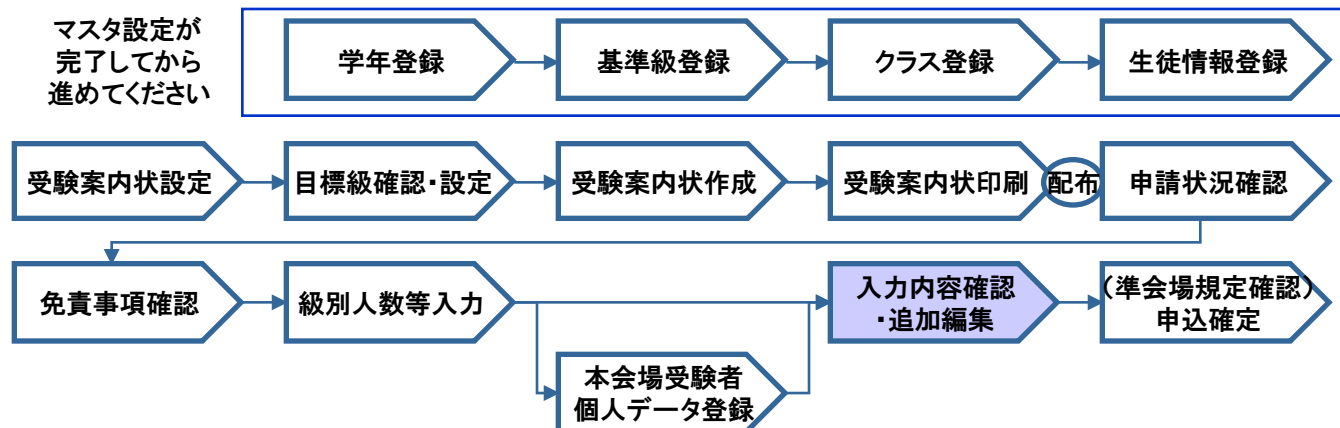 マスタ設定が
完了してから
進めてください
学年登録
基準級登録
クラス登録
生徒情報登録
受験案内状設定
目標級確認・設定
受験案内状作成
受験案内状印刷
配布
申請状況確認
免責事項確認
級別人数等入力
入力内容確認
・追加編集
（準会場規定確認）
申込確定
本会場受験者
個人データ登録